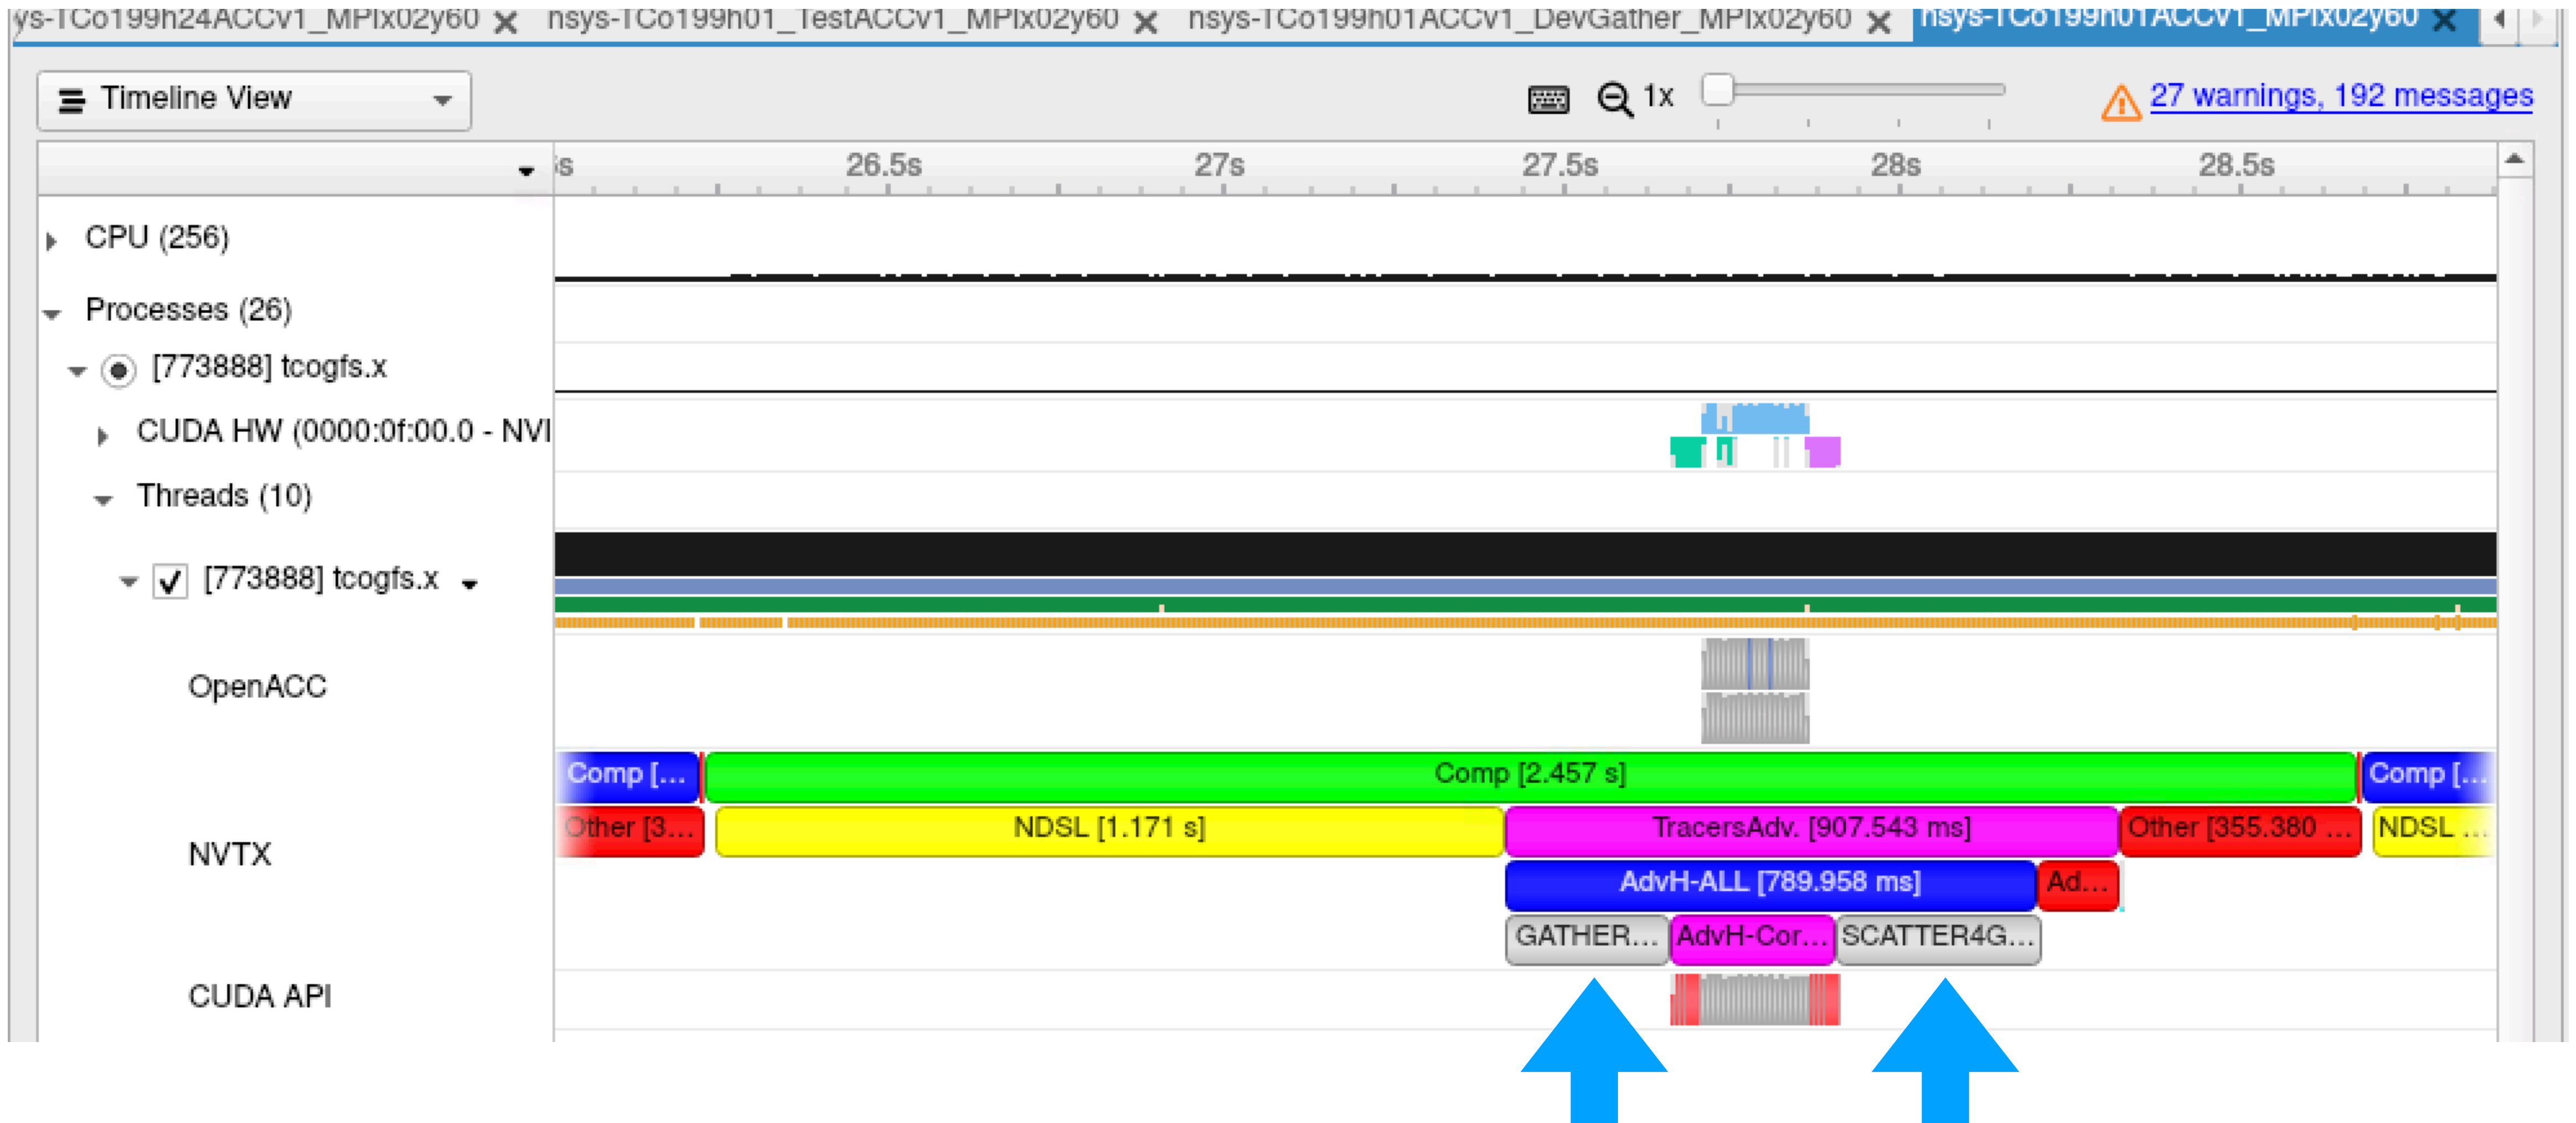 ys-TCo199h24ACCv1_MPIx02y60 nsys-TCo199h01_TestACCv1_MPIx02y60 nsys-TCo199h01ACCv1_DevGather_MPIx02y60 nsys-TCo199h01ACCv1_MPIx02y60
Timeline View 1x 27 warnings, 192 messages
s 26.5s 27s 27.5s 28s 28.5s
CPU (256)
Processes (26)
[773888] tcogfs.x
CUDA HW (0000:0f:00.0 - NVI
Threads (10)
[773888] tcogfs.x
OpenACC
Comp [... Comp [2.457 s] Comp [...
Other [3... NDSL [1.171 s] TracersAdv. [907.543 ms] Other [355.380 ... NDSL ...
NVTX
AdvH-ALL [789.958 ms] Ad...
GATHER... AdvH-Cor... SCATTER4G...
CUDA API